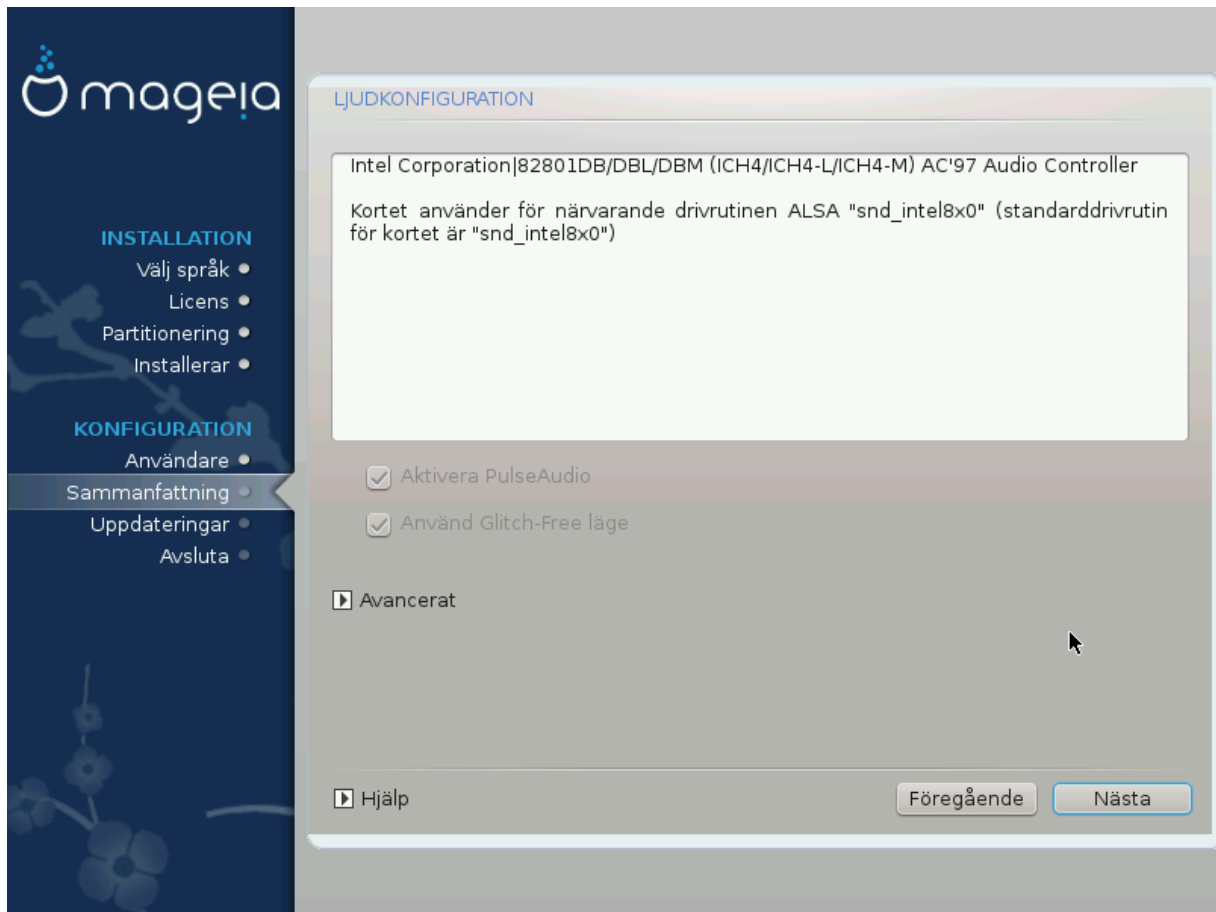 mageia
INSTALLATION
Välj språk
Licens
Partitionering
Installerar
KONFIGURATION
Användare
Sammanfattning
Uppdateringar
Avsluta
LJUDKONFIGURATION
Intel Corporation|82801DB/DBL/DBM (ICH4/ICH4-L/ICH4-M) AC'97 Audio Controller
Kortet använder för närvarande drivrutinen ALSA "snd_intel8x0" (standarddrivrutin
för kortet är "snd_intel8x0")
Aktivera PulseAudio
Använd Glitch-Free läge
Avancerat
Hjälp
Föregående
Nästa